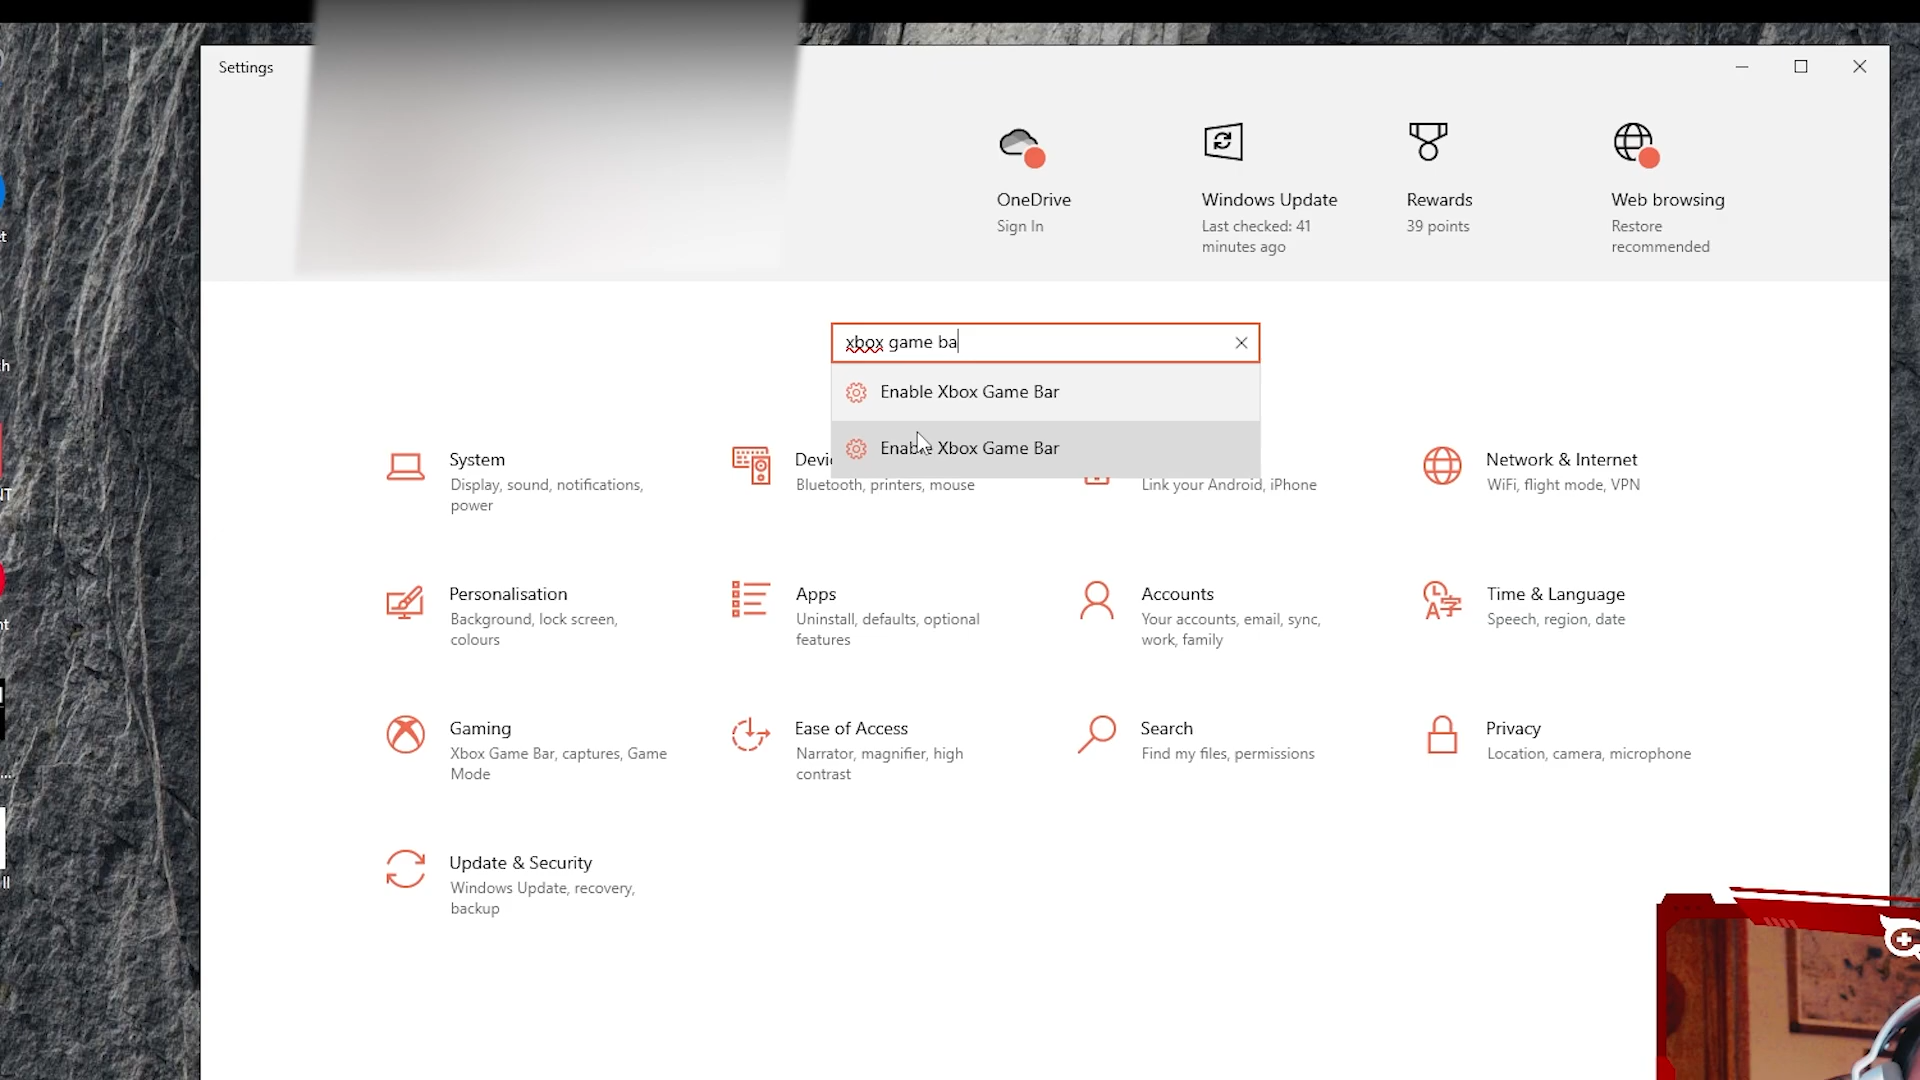 Settings
OneDrive
Sign In
Windows Update
Last checked: 41
minutes ago
Rewards
39 points
Web browsing
Restore
recommended
xbox game ba
Enable Xbox Game Bar
Enable Xbox Game Bar
System
Display, sound, notifications,
power
Bluetooth, printers, mouse
Link your Android, iPhone
Network & Internet
WiFi, flight mode, VPN
Personalisation
Background, lock screen,
colours
Apps
Uninstall, defaults, optional
features
Accounts
Your accounts, email, sync,
work, family
Time & Language
Speech, region, date
Gaming
Xbox Game Bar, captures, Game
Mode
Ease of Access
Narrator, magnifier, high
contrast
Search
Find my files, permissions
Privacy
Location, camera, microphone
Update & Security
Windows Update, recovery,
backup